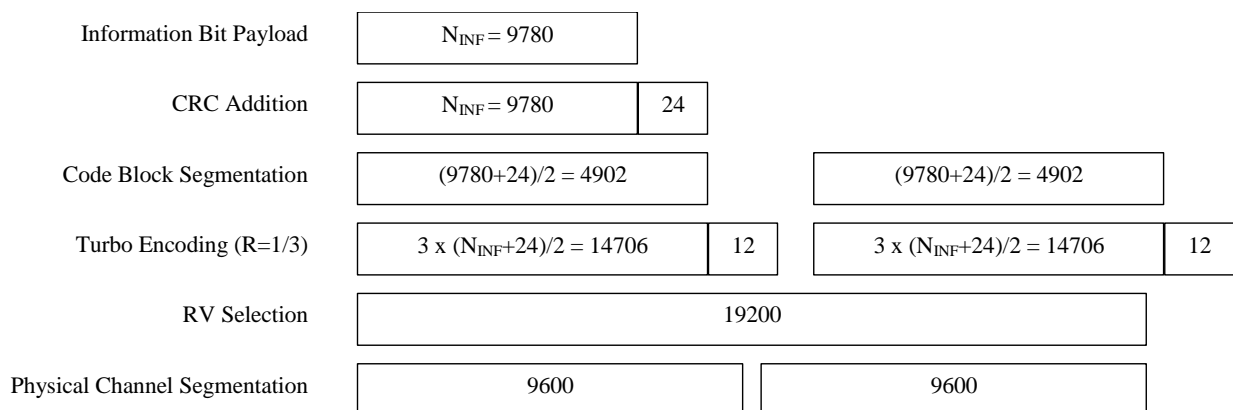 Information Bit Payload N_INF = 9780
CRC Addition N_INF = 9780 24
Code Block Segmentation (9780+24)/2 = 4902 (9780+24)/2 = 4902
Turbo Encoding (R=1/3) 3 x (N_INF+24)/2 = 14706 12 3 x (N_INF+24)/2 = 14706 12
RV Selection 19200
Physical Channel Segmentation 9600 9600